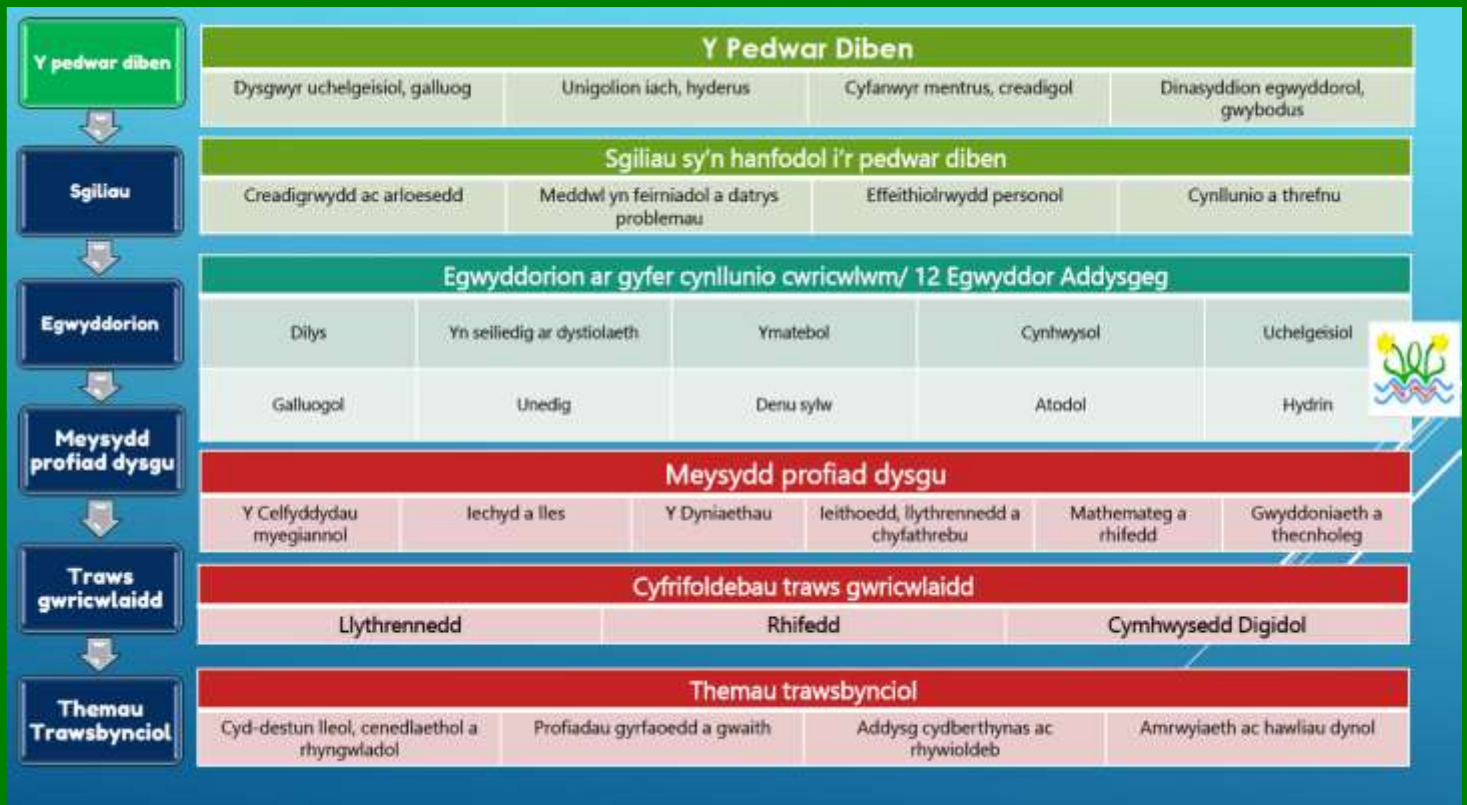 Y pedwar diben
Y Pedwar Diben
Dysgwyr uchelgeisiol, galluog
Unigolion iach, hyderus
Cyfanwyr mentrus, creadigol
Dinasyddion egwyddorol,
gwybodus
Sgiliau
Sgiliau sy'n hanfodol i'r pedwar diben
Creadigrwydd ac arloesedd
Meddwl yn feirniadol a datrys
problemau
Effeithiolrwydd personol
Cynllunio a threfnu
Egwyddorion
Egwyddorion ar gyfer cynllunio cwricwlwm/ 12 Egwyddor Addysgeg
Dilys
Yn seiliedig ar dystiolaeth
Ymatebol
Cynhwysol
Uchelgeisiol
Galluogol
Unedig
Denu sylw
Atodol
Hydrin
Meysydd
profiad dysgu
Meysydd profiad dysgu
Y Celfyddydau
myegiannol
Iechyd a lles
Y Dyniaethau
Ieithoedd, llythrennedd a
chyfathrebu
Mathemateg a
rhifedd
Gwyddoniaeth a
thecnholeg
Traws
gwricwlaidd
Cyfrifoldebau traws gwricwlaidd
Llythrennedd
Rhifedd
Cymhwysedd Digidol
Themau
Trawsbynciol
Themau trawsbynciol
Cyd-destun lleol, cenedlaethol a
rhyngwladol
Profiadau gyrfaoedd a gwaith
Addysg cydberthynas ac
rhywioldeb
Amrwyiaeth ac hawliau dynol